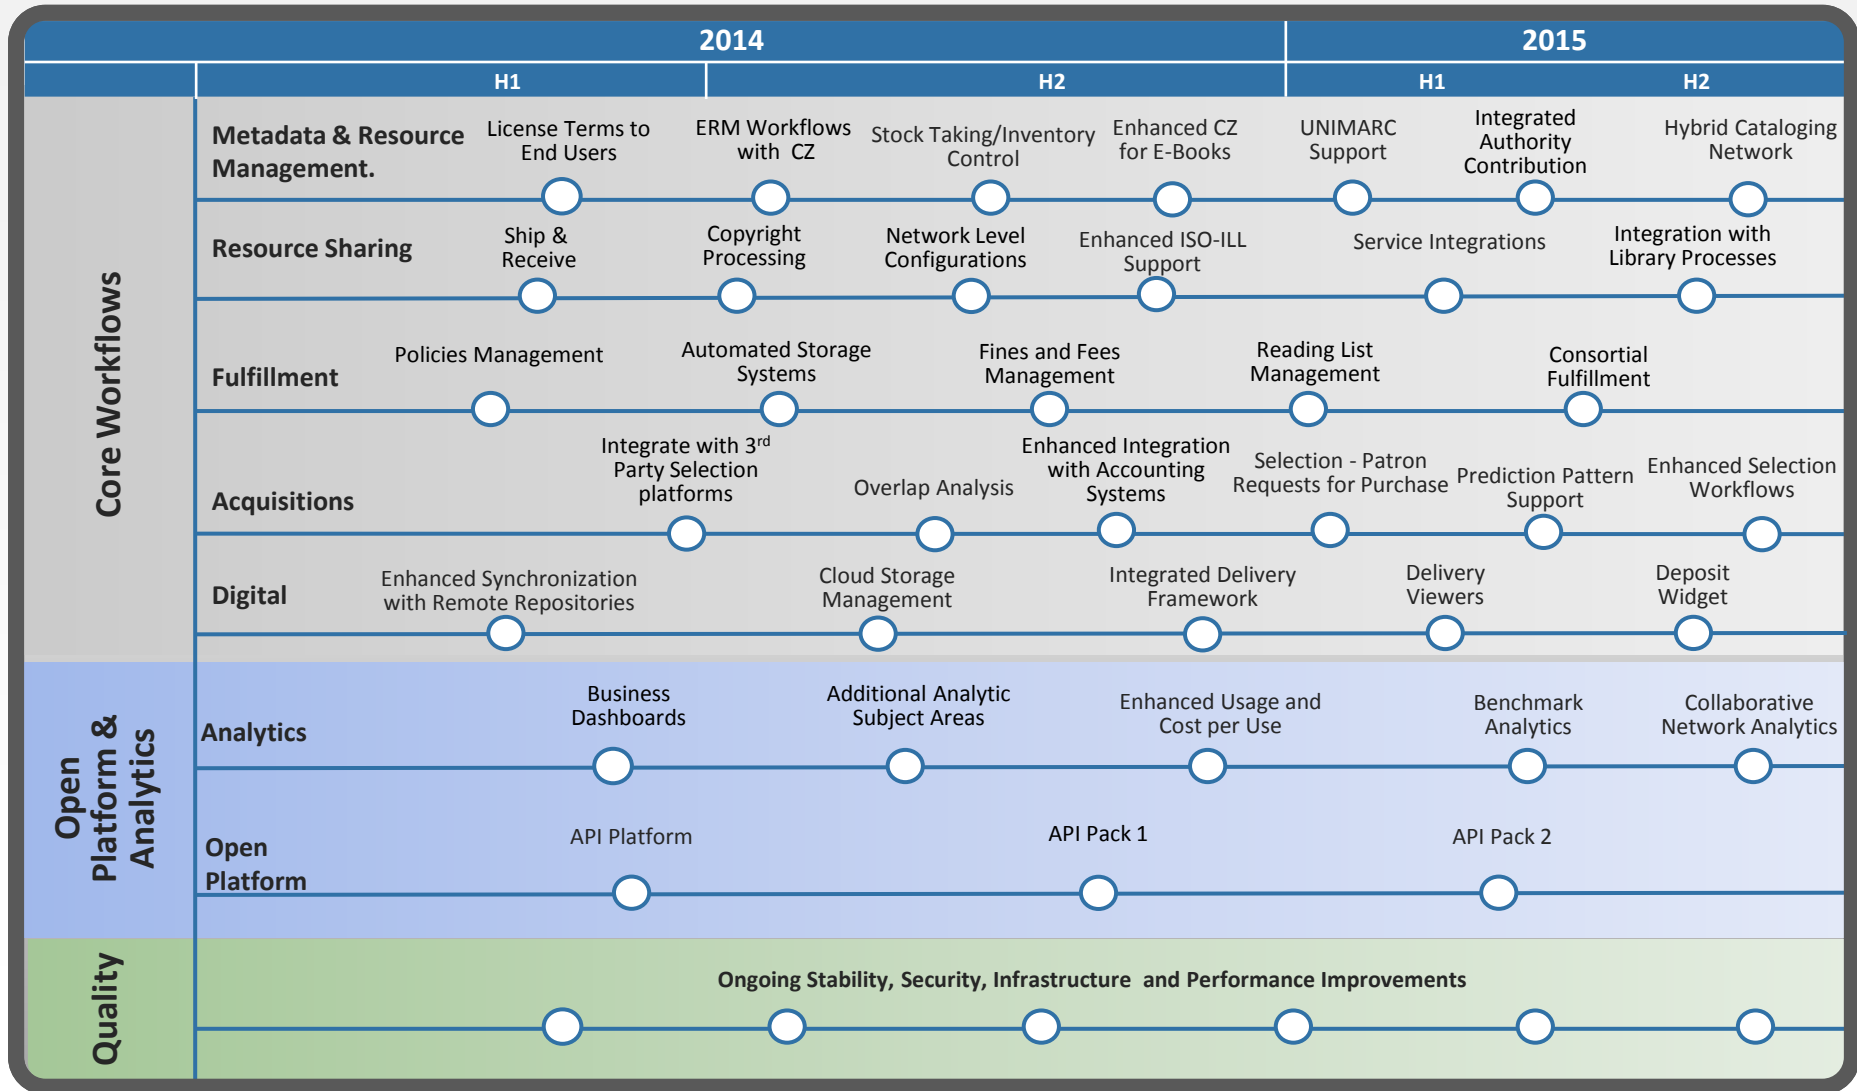 2014
2015
H1
H2
H1
H2
Core Workflows
Metadata & Resource
Management.
License Terms to
End Users
ERM Workflows
with CZ
Stock Taking/Inventory
Control
Enhanced CZ
for E-Books
UNIMARC
Support
Integrated
Authority
Contribution
Hybrid Cataloging
Network
Resource Sharing
Ship &
Receive
Copyright
Processing
Network Level
Configurations
Enhanced ISO-ILL
Support
Service Integrations
Integration with
Library Processes
Fulfillment
Policies Management
Automated Storage
Systems
Fines and Fees
Management
Reading List
Management
Consortial
Fulfillment
Acquisitions
Integrate with 3rd
Party Selection
platforms
Overlap Analysis
Enhanced Integration
with Accounting
Systems
Selection - Patron
Requests for Purchase
Prediction Pattern
Support
Enhanced Selection
Workflows
Digital
Enhanced Synchronization
with Remote Repositories
Cloud Storage
Management
Integrated Delivery
Framework
Delivery
Viewers
Deposit
Widget
Open
Platform &
Analytics
Analytics
Business
Dashboards
Additional Analytic
Subject Areas
Enhanced Usage and
Cost per Use
Benchmark
Analytics
Collaborative
Network Analytics
Open
Platform
API Platform
API Pack 1
API Pack 2
Quality
Ongoing Stability, Security, Infrastructure and Performance Improvements